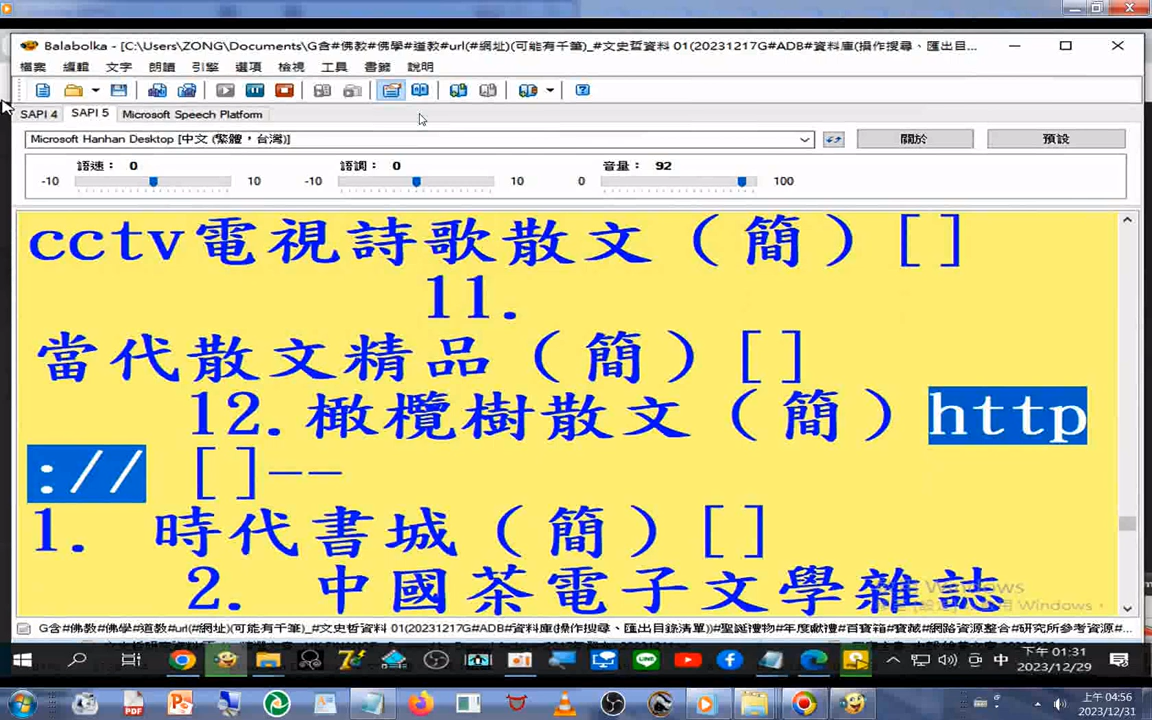 Balabolka - [C:\Users\ZONG\Documents\G含#佛教#佛學#道教#url(#網址)(可能有千筆)_#文史哲資料 01(20231217G#ADB#資料庫(操作搜尋、匯出目...
檔案 編輯 文字 朗讀 引擎 選項 檢視 工具 書籤 說明
SAPI 4 SAPI 5 Microsoft Speech Platform
Microsoft Hanhan Desktop [中文 (繁體，台灣)] 關於 預設
語速： 0 語調： 0 音量： 92
-10 10 -10 10 0 100
cctv電視詩歌散文（簡）[]
11.
當代散文精品（簡）[]
12.橄欖樹散文（簡）http
:// []--
1. 時代書城（簡）[]
2. 中國茶電子文學雜誌
G含#佛教#佛學#道教#url(#網址)(可能有千筆)_#文史哲資料 01(20231217G#ADB#資料庫(操作搜尋、匯出目錄清單))#聖誕禮物#年度獻禮#百寶箱#寶藏#網路資源整合#研究所參考資源#...
中 下午 01:31
2023/12/29
上午 04:56
2023/12/31